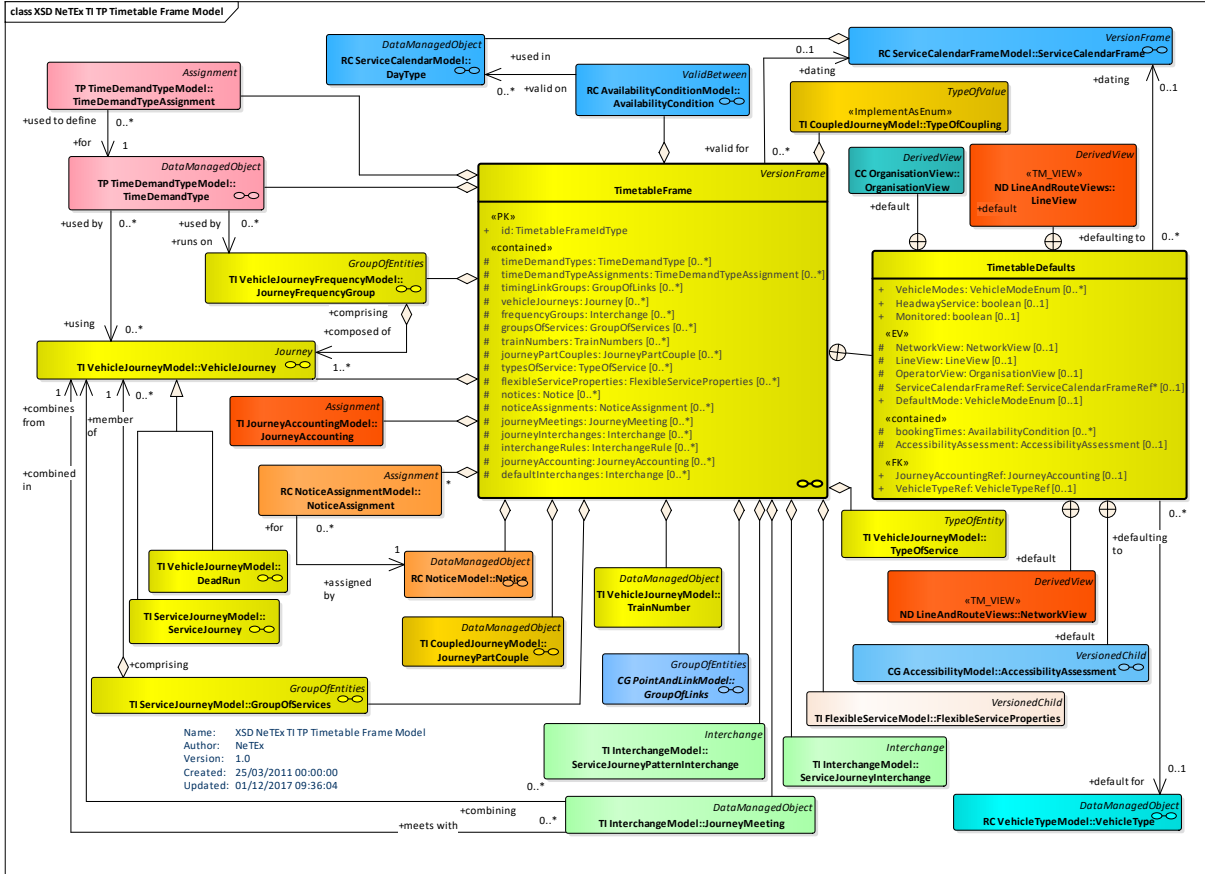 class XSD NeTEx TI TP Timetable Frame Model
DataManagedObject
RC ServiceCalendarModel::
DayType
+used in
0..*
+valid on
ValidBetween
RC AvailabilityConditionModel::
AvailabilityCondition
VersionFrame
RC ServiceCalendarFrameModel::ServiceCalendarFrame
0..1
+dating
+dating
0..1
Assignment
TP TimeDemandTypeModel::
TimeDemandTypeAssignment
+used to define
0..*
+for
1
TypeOfValue
«ImplementAsEnum»
TI CoupledJourneyModel::TypeOfCoupling
+valid for
0..*
DataManagedObject
TP TimeDemandTypeModel::
TimeDemandType
+used by
0..*
+used by
0..*
+runs on
DerivedView
CC OrganisationView::
OrganisationView
+default
DerivedView
«TM_VIEW»
ND LineAndRouteViews::
LineView
+default
+defaulting to
0..*
GroupOfEntities
TI VehicleJourneyFrequencyModel::
JourneyFrequencyGroup
+comprising
+composed of
1..*
+using
0..*
Journey
TI VehicleJourneyModel::VehicleJourney
VersionFrame
TimetableFrame
«PK»
+ id: TimetableFrameIdType
«contained»
# timeDemandTypes: TimeDemandType [0..*]
# timeDemandTypeAssignments: TimeDemandTypeAssignment [0..*]
# timingLinkGroups: GroupOfLinks [0..*]
# vehicleJourneys: Journey [0..*]
# frequencyGroups: Interchange [0..*]
# groupsOfServices: GroupOfServices [0..*]
# trainNumbers: TrainNumbers [0..*]
# journeyPartCouples: JourneyPartCouple [0..*]
# typesOfService: TypeOfService [0..*]
# flexibleServiceProperties: FlexibleServiceProperties [0..*]
# notices: Notice [0..*]
# noticeAssignments: NoticeAssignment [0..*]
# journeyMeetings: JourneyMeeting [0..*]
# journeyInterchanges: Interchange [0..*]
# interchangeRules: InterchangeRule [0..*]
# journeyAccounting: JourneyAccounting [0..*]
# defaultInterchanges: Interchange [0..*]
TimetableDefaults
+ VehicleModes: VehicleModeEnum [0..*]
+ HeadwayService: boolean [0..1]
+ Monitored: boolean [0..1]
«EV»
# NetworkView: NetworkView [0..1]
# LineView: LineView [0..1]
# OperatorView: OrganisationView [0..1]
# ServiceCalendarFrameRef: ServiceCalendarFrameRef* [0..1]
+ DefaultMode: VehicleModeEnum [0..1]
«contained»
# bookingTimes: AvailabilityCondition [0..*]
# AccessibilityAssessment: AccessibilityAssessment [0..1]
«FK»
+ JourneyAccountingRef: JourneyAccounting [0..1]
+ VehicleTypeRef: VehicleTypeRef [0..1]
1
+combines
from
+combined
in
1
0..*
+member
of
Assignment
TI JourneyAccountingModel::
JourneyAccounting
Assignment
RC NoticeAssignmentModel::
NoticeAssignment
*
+for
0..*
1
+assigned
by
DataManagedObject
RC NoticeModel::Notice
TI VehicleJourneyModel::
DeadRun
TI ServiceJourneyModel::
ServiceJourney
+comprising
GroupOfEntities
TI ServiceJourneyModel::GroupOfServices
DataManagedObject
TI CoupledJourneyModel::
JourneyPartCouple
DataManagedObject
TI VehicleJourneyModel::
TrainNumber
GroupOfEntities
CG PointAndLinkModel::
GroupOfLinks
TypeOfEntity
TI VehicleJourneyModel::
TypeOfService
0..*
+default
+defaulting
to
DerivedView
«TM_VIEW»
ND LineAndRouteViews::NetworkView
+default
VersionedChild
CG AccessibilityModel::AccessibilityAssessment
VersionedChild
TI FlexibleServiceModel::FlexibleServiceProperties
Interchange
TI InterchangeModel::
ServiceJourneyPatternInterchange
Interchange
TI InterchangeModel::
ServiceJourneyInterchange
Name: XSD NeTEx TI TP Timetable Frame Model
Author: NeTEx
Version: 1.0
Created: 25/03/2011 00:00:00
Updated: 01/12/2017 09:36:04
0..*
+combining
+meets with
0..*
DataManagedObject
TI InterchangeModel::JourneyMeeting
0..1
+default for
DataManagedObject
RC VehicleTypeModel::VehicleType